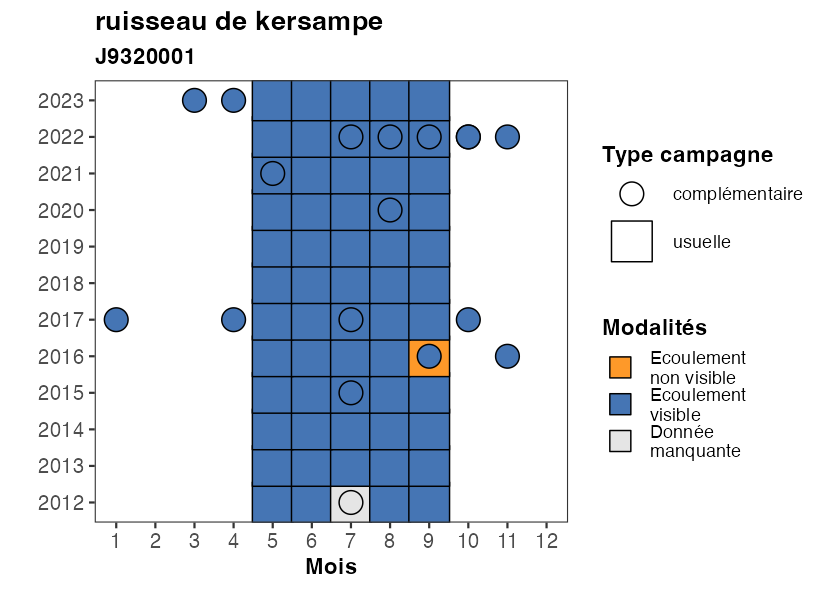 ruisseau de kersampe
J9320001
2023
2022
2021
2020
2019
2018
2017
2016
2015
2014
2013
2012
1 2 3 4 5 6 7 8 9 10 11 12
Mois
Type campagne
complémentaire
usuelle
Modalités
Ecoulement
non visible
Ecoulement
visible
Donnée
manquante